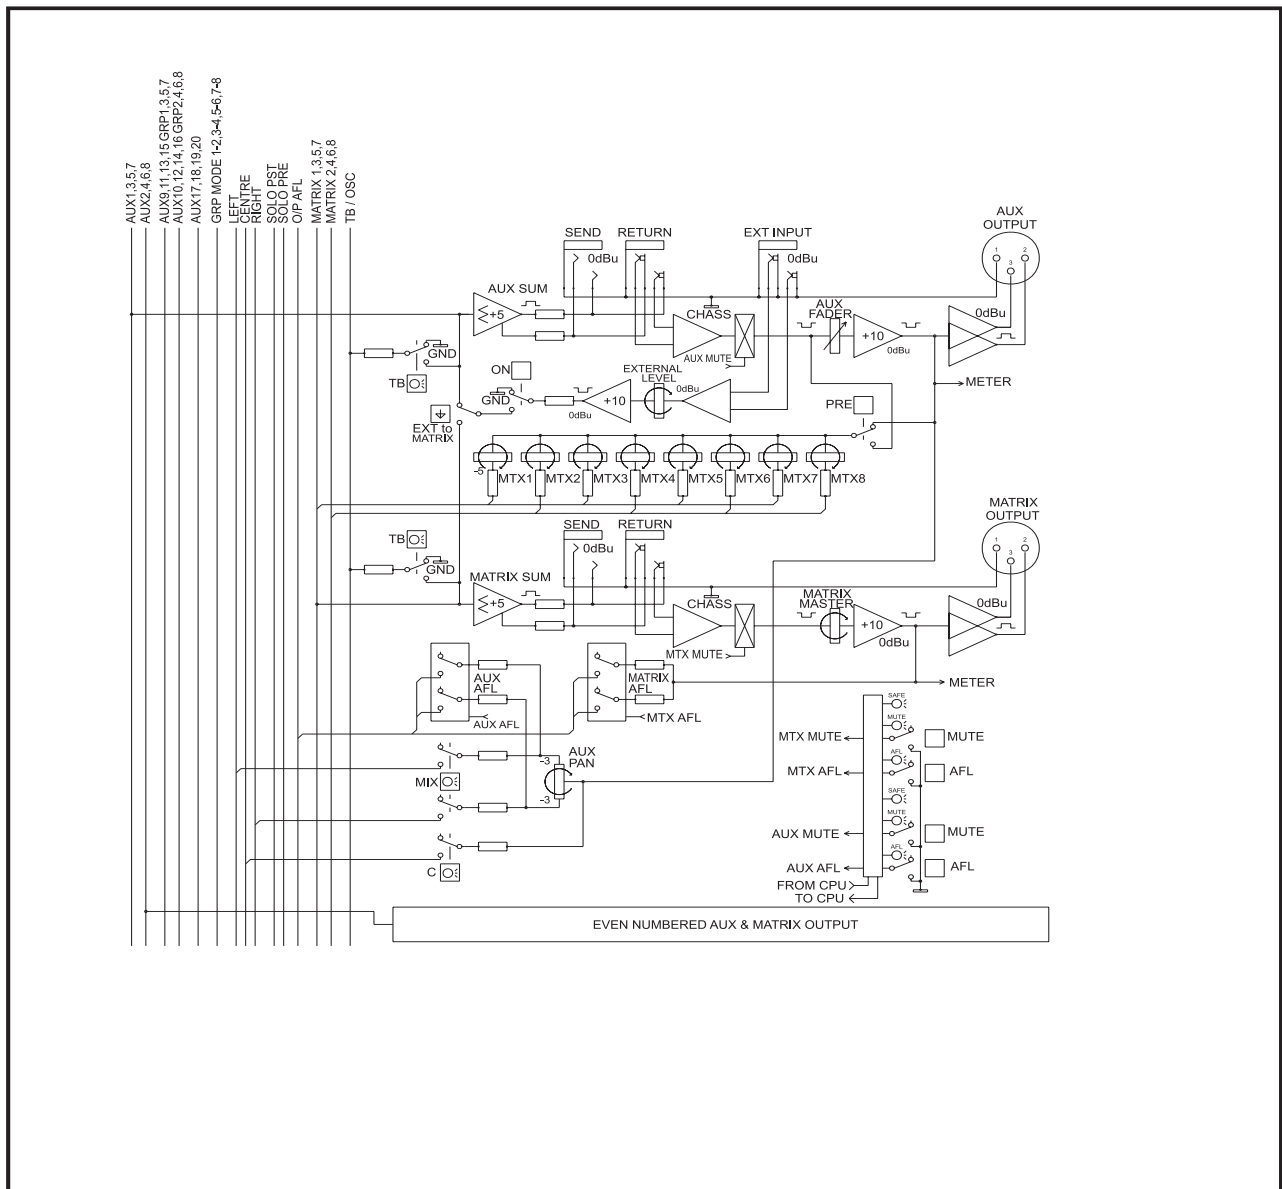 AUX1,3,5,7
AUX2,4,6,8
AUX9,11,13,15 GRP1,3,5,7
AUX10,12,14,16 GRP2,4,6,8
AUX17,18,19,20
GRP MODE 1-2,3-4,5-6,7-8
LEFT
CENTRE
RIGHT
SOLO PST
SOLO PRE
O/P AFL
MATRIX 1,3,5,7
MATRIX 2,4,6,8
TB / OSC
SEND
RETURN
EXT INPUT
AUX
OUTPUT
0dBu
0dBu
1
2
3
AUX SUM
+5
CHASS
AUX
FADER
+10
0dBu
0dBu
AUX MUTE
METER
GND
TB
ON
GND
+10
0dBu
EXTERNAL
LEVEL
0dBu
EXT to
MATRIX
PRE
-5
MTX1
MTX2
MTX3
MTX4
MTX5
MTX6
MTX7
MTX8
SEND
RETURN
MATRIX
OUTPUT
0dBu
1
2
3
TB
GND
MATRIX SUM
+5
CHASS
MATRIX
MASTER
+10
0dBu
0dBu
MTX MUTE
METER
AUX
AFL
AUX AFL
MATRIX
AFL
MTX AFL
AUX
PAN
-3
-3
MIX
C
SAFE
MUTE
MTX MUTE
MUTE
AFL
MTX AFL
AFL
SAFE
MUTE
AUX MUTE
MUTE
AFL
AUX AFL
AFL
FROM CPU
TO CPU
EVEN NUMBERED AUX & MATRIX OUTPUT